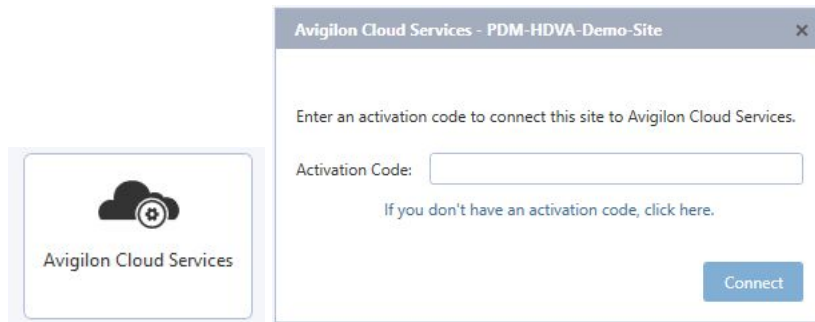 Avigilon Cloud Services
Avigilon Cloud Services - PDM-HDVA-Demo-Site
Enter an activation code to connect this site to Avigilon Cloud Services.
Activation Code:
If you don't have an activation code, click here.
Connect